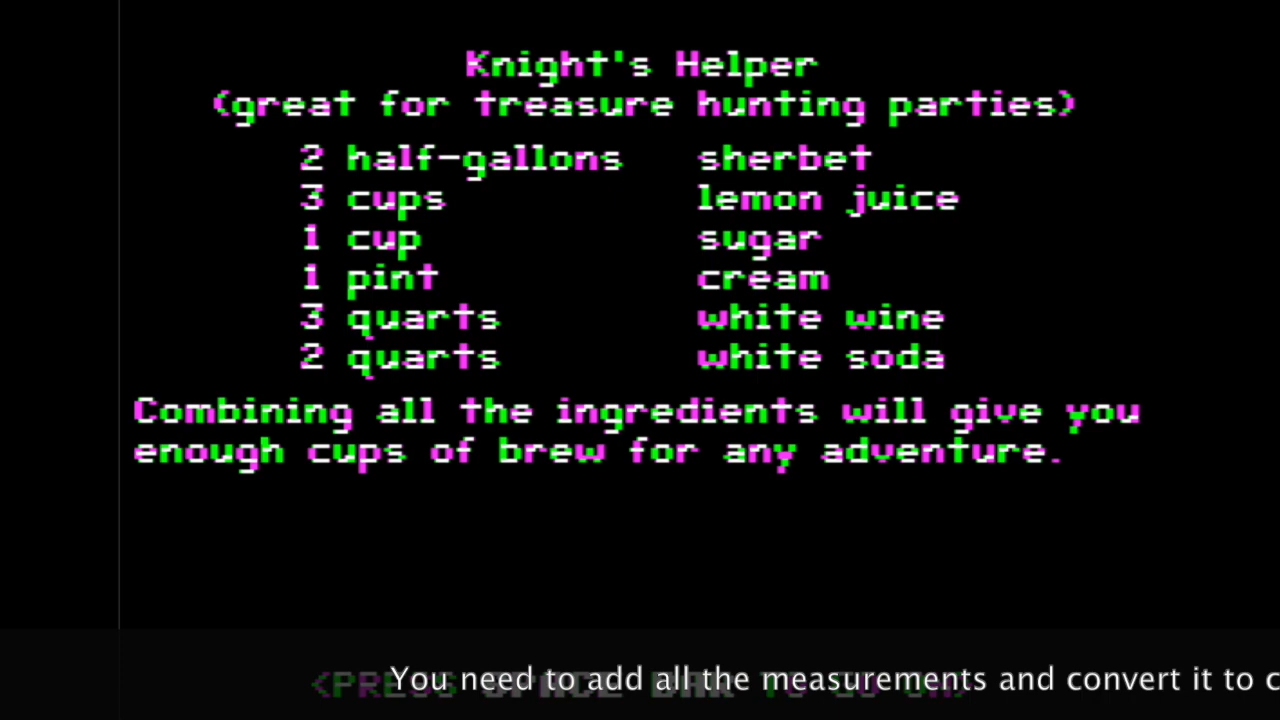 Knight's Helper
(great for treasure hunting parties)
2 half-gallons sherbet
3 cups lemon juice
1 cup sugar
1 pint cream
3 quarts white wine
2 quarts white soda
Combining all the ingredients will give you
enough cups of brew for any adventure.
You need to add all the measurements and convert it to c